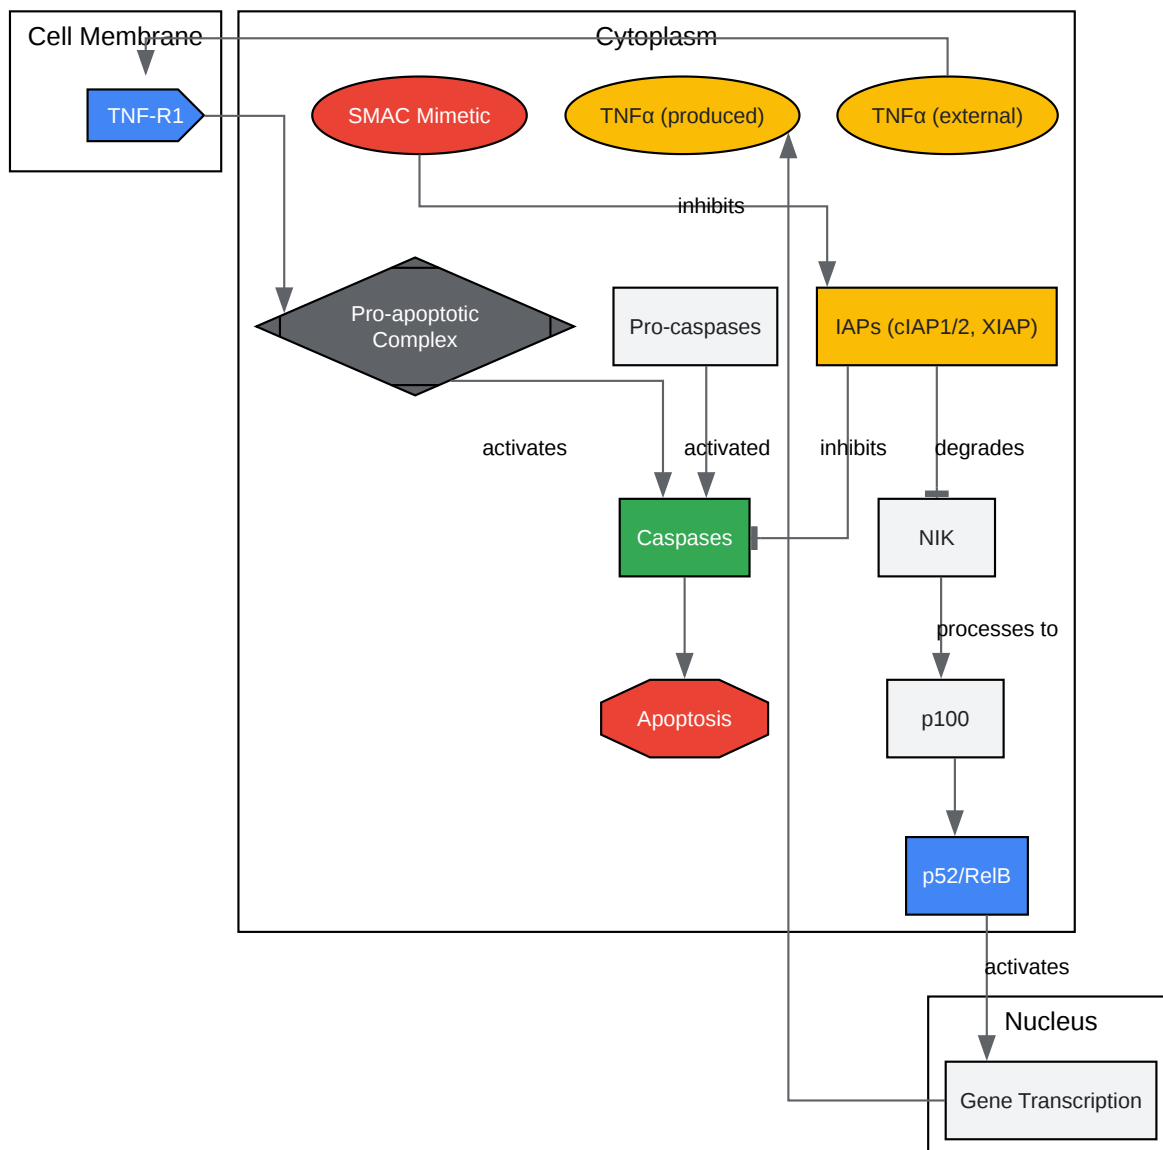 Cell Membrane
Cytoplasm
TNF-R1
SMAC Mimetic
TNFα (produced)
TNFα (external)
inhibits
Pro-apoptotic
Complex
Pro-caspases
IAPs (cIAP1/2, XIAP)
activates
activated
inhibits
degrades
Caspases
NIK
processes to
Apoptosis
p100
p52/RelB
activates
Nucleus
Gene Transcription